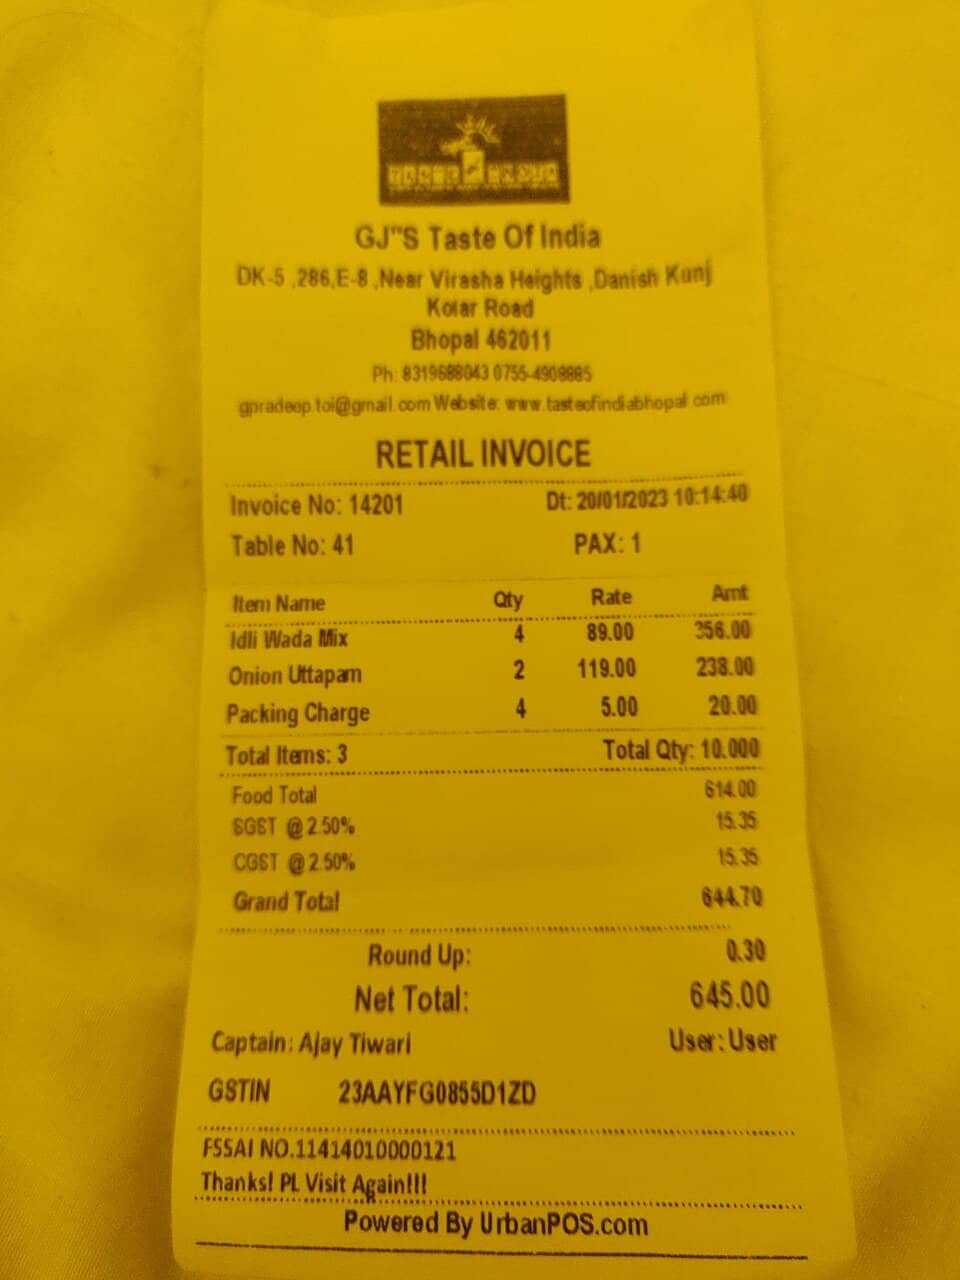 TASTE OF INDIA
GJ"S Taste Of India
DK-5 ,286,E-8 ,Near Virasha Heights ,Danish Kunj
Kolar Road
Bhopal 462011
Ph: 8319688043 0755-4908885
gpradeep.toi@gmail.com Website: www.tasteofindiabhopal.com
RETAIL INVOICE
Invoice No: 14201 Dt: 20/01/2023 10:14:40
Table No: 41 PAX: 1
Item Name Qty Rate Amt
Idli Wada Mix 4 89.00 356.00
Onion Uttapam 2 119.00 238.00
Packing Charge 4 5.00 20.00
Total Items: 3 Total Qty: 10.000
Food Total 614.00
SGST @ 2.50% 15.35
CGST @ 2.50% 15.35
Grand Total 644.70
Round Up: 0.30
Net Total: 645.00
Captain: Ajay Tiwari User: User
GSTIN 23AAYFG0855D1ZD
FSSAI NO.11414010000121
Thanks! PL Visit Again!!!
Powered By UrbanPOS.com